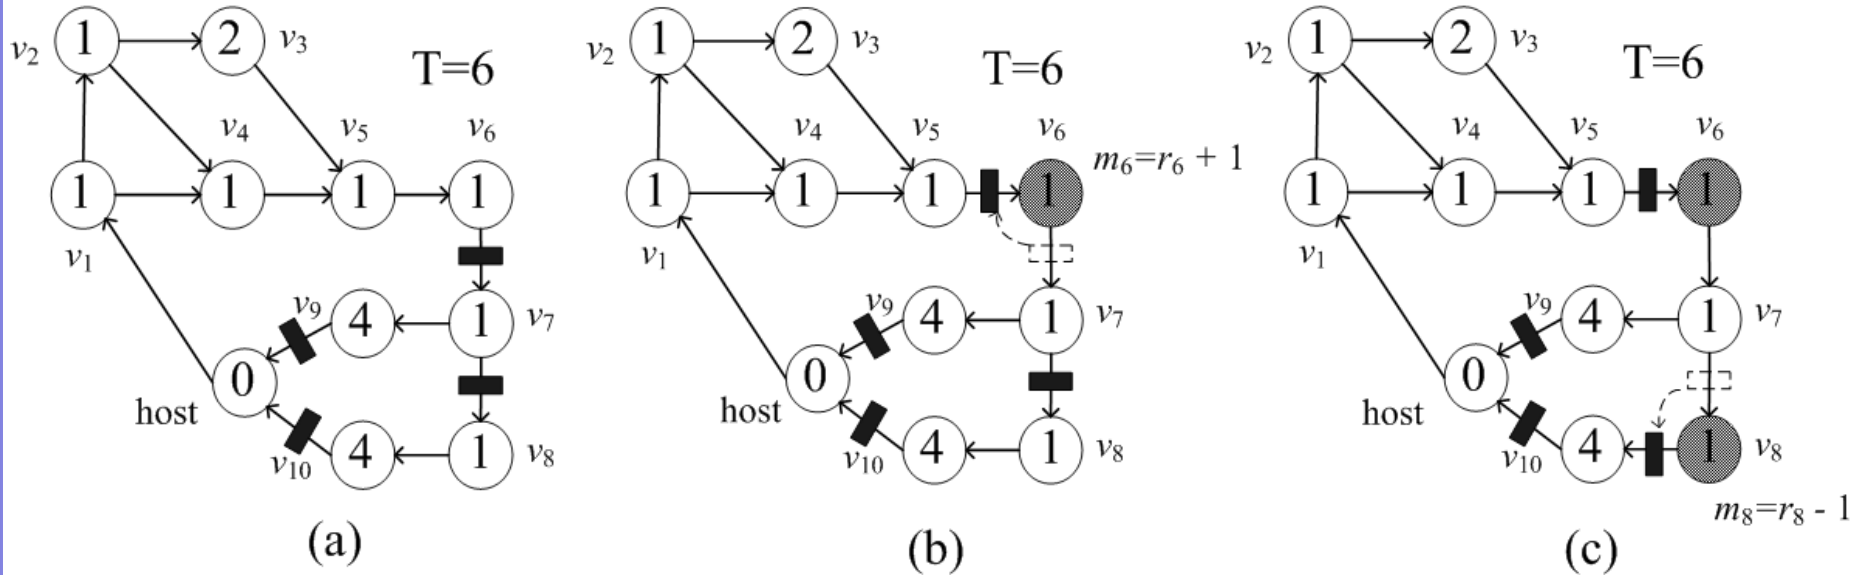 1 2 v3
v2 T=6
v4 v5 v6
1 1 1 1
v1
v9 4 1 v7
0
host
v10 4 1 v8
(a)
1 2 v3
v2 T=6
v4 v5 v6
1 1 1 1 m6=r6 + 1
v1
v9 4 1 v7
0
host
v10 4 1 v8
(b)
1 2 v3
v2 T=6
v4 v5 v6
1 1 1 1
v1
v9 4 1 v7
0
host
v10 4 1 v8
m8=r8 - 1
(c)